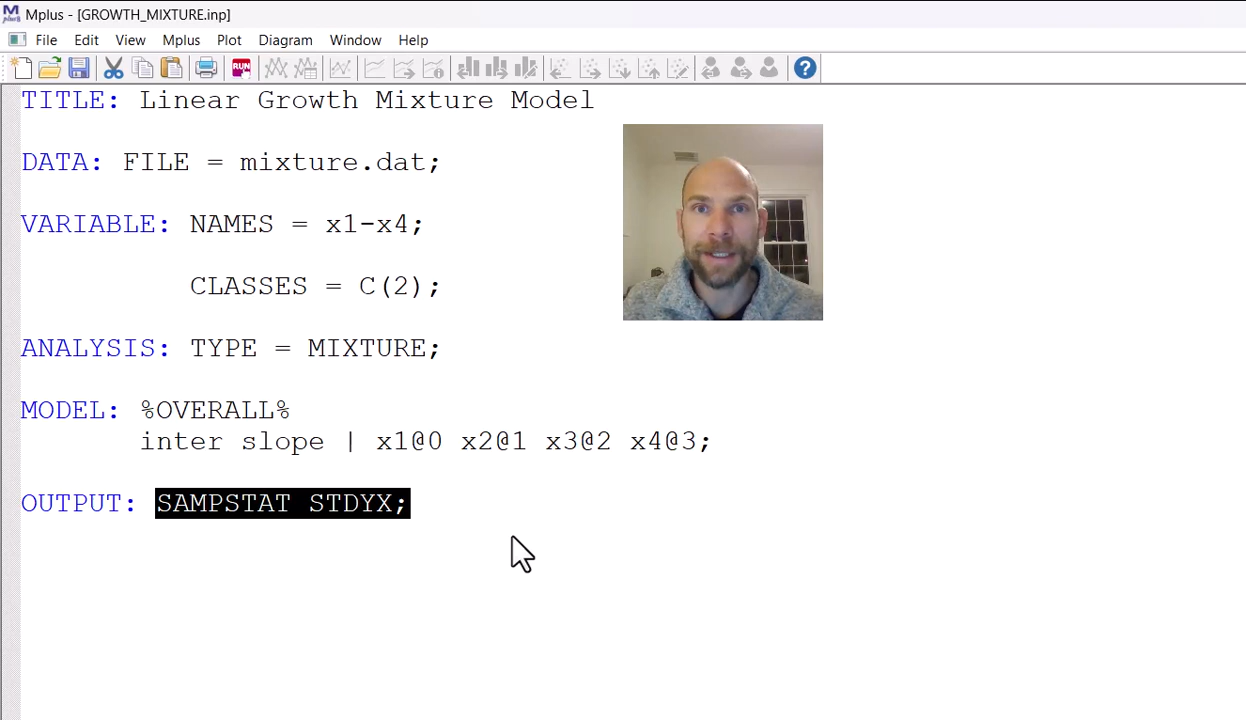 Mplus - [GROWTH_MIXTURE.inp]
File Edit View Mplus Plot Diagram Window Help
RUN
TITLE: Linear Growth Mixture Model
DATA: FILE = mixture.dat;
VARIABLE: NAMES = x1-x4;
CLASSES = C(2);
ANALYSIS: TYPE = MIXTURE;
MODEL: %OVERALL%
inter slope | x1@0 x2@1 x3@2 x4@3;
OUTPUT: SAMPSTAT STDYX;